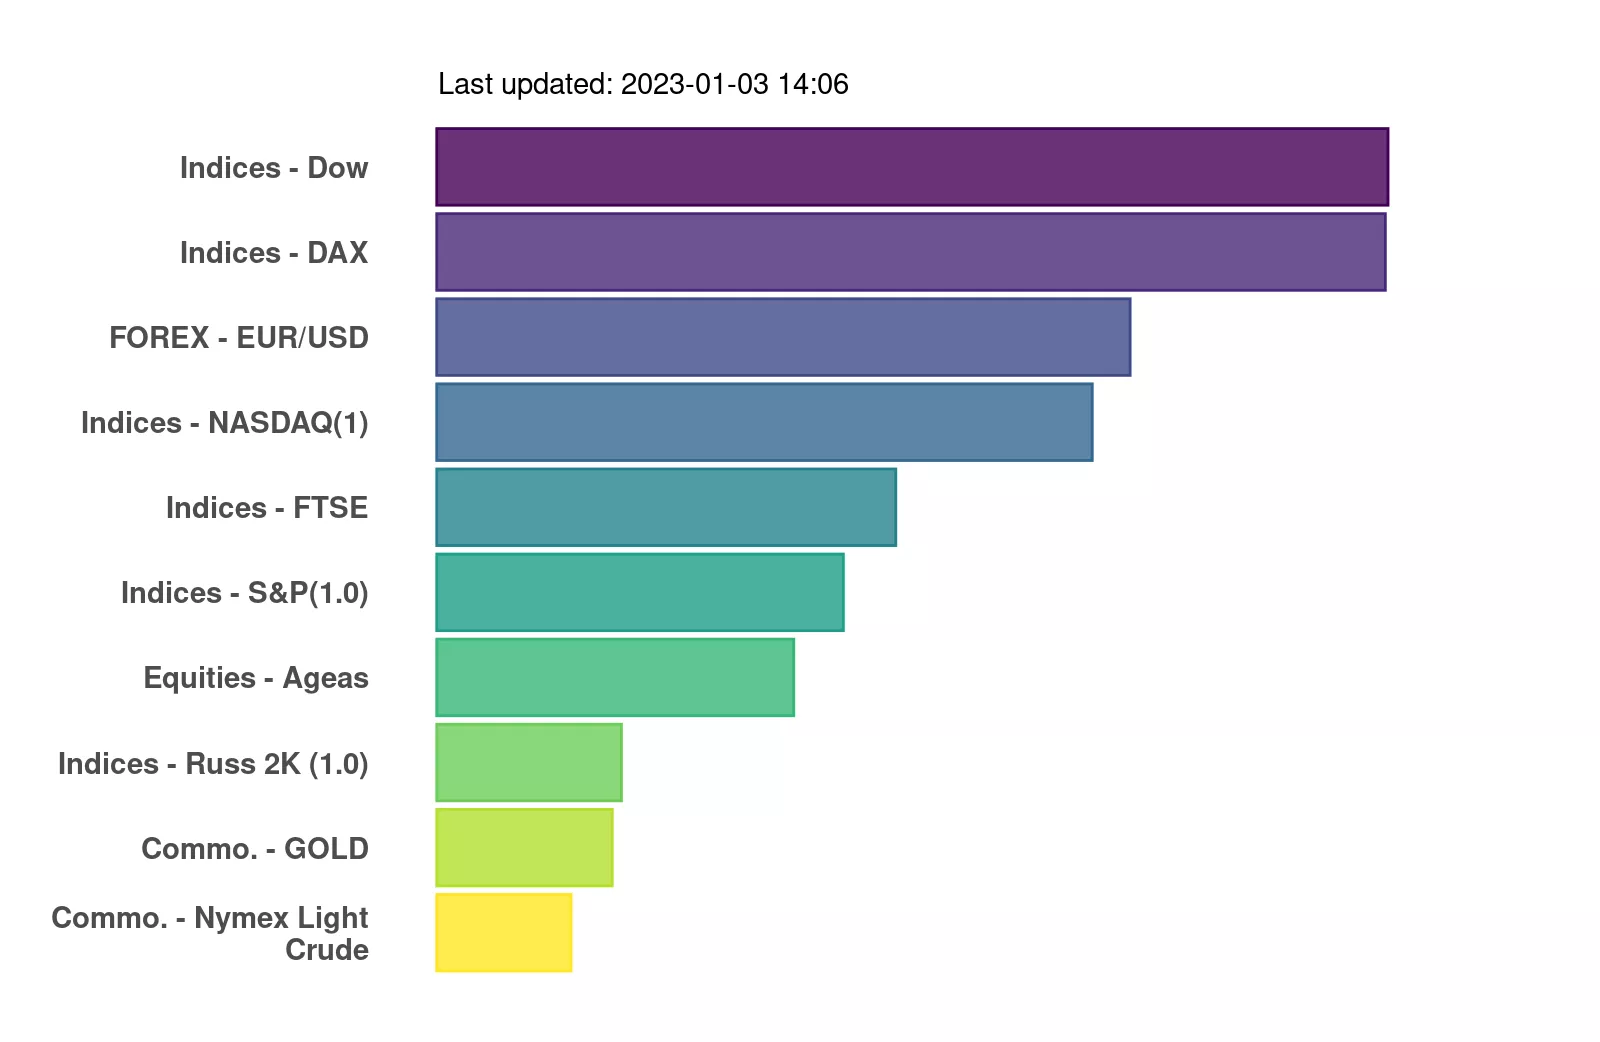 Last updated: 2023-01-03 14:06
Indices - Dow
Indices - DAX
FOREX - EUR/USD
Indices - NASDAQ(1)
Indices - FTSE
Indices - S&P(1.0)
Equities - Ageas
Indices - Russ 2K (1.0)
Commo. - GOLD
Commo. - Nymex Light
Crude